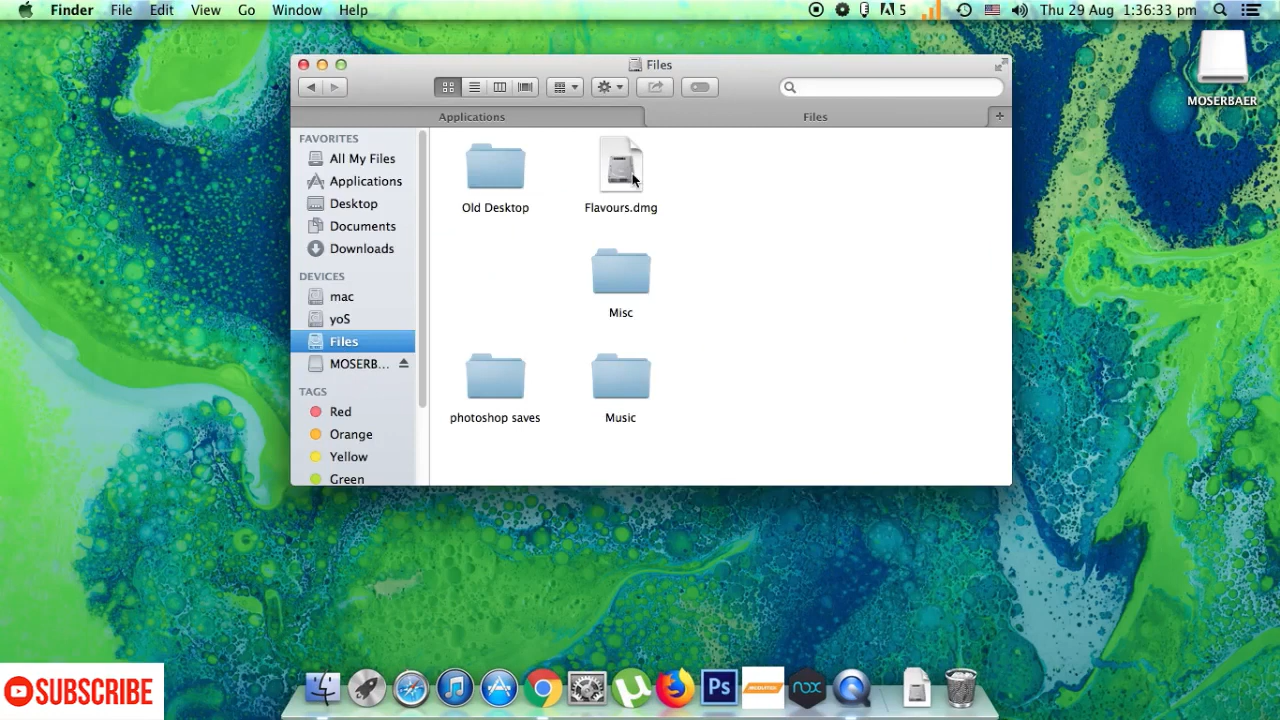 Finder File Edit View Go Window Help
5 Thu 29 Aug 1:36:33 pm
MOSERBAER
Files
Applications
Files
FAVORITES
All My Files
Applications
Desktop
Documents
Downloads
DEVICES
mac
yoS
Files
MOSERB...
TAGS
Red
Orange
Yellow
Green
Old Desktop
Flavours.dmg
Misc
photoshop saves
Music
SUBSCRIBE
Ps
nox